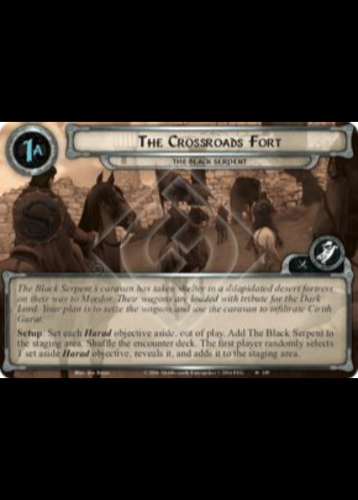 1A
THE CROSSROADS FORT
THE BLACK SERPENT
The Black Serpent's caravan has taken shelter in a dilapidated desert fortress
on their way to Mordor. Their wagons are loaded with tribute for the Dark
Lord. Your plan is to seize the wagons and use the caravan to infiltrate Cirith
Gurat.
Setup: Set each Harad objective aside, out of play. Add The Black Serpent to
the staging area. Shuffle the encounter deck. The first player randomly selects
1 set aside Harad objective, reveals it, and adds it to the staging area.